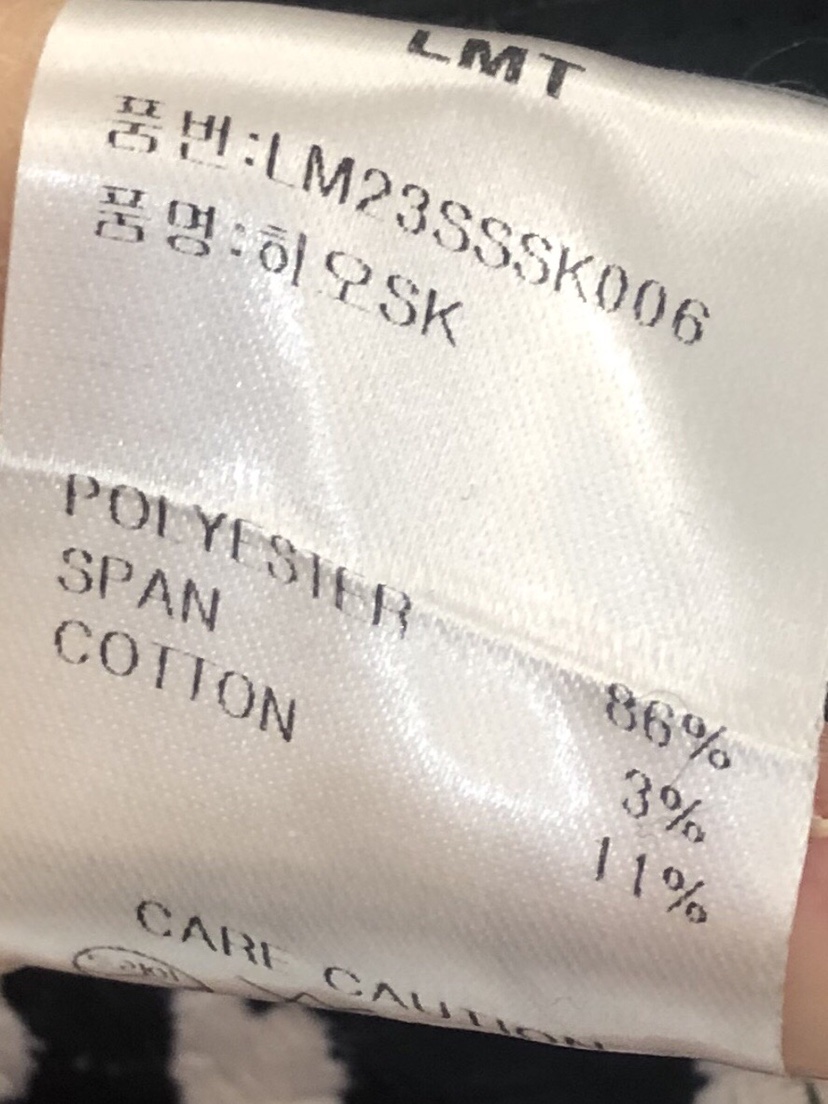 LMT
품번:LM23SSSK006
품명:히오SK
POLYESTER 86%
SPAN 3%
COTTON 11%
CARE CAUTION